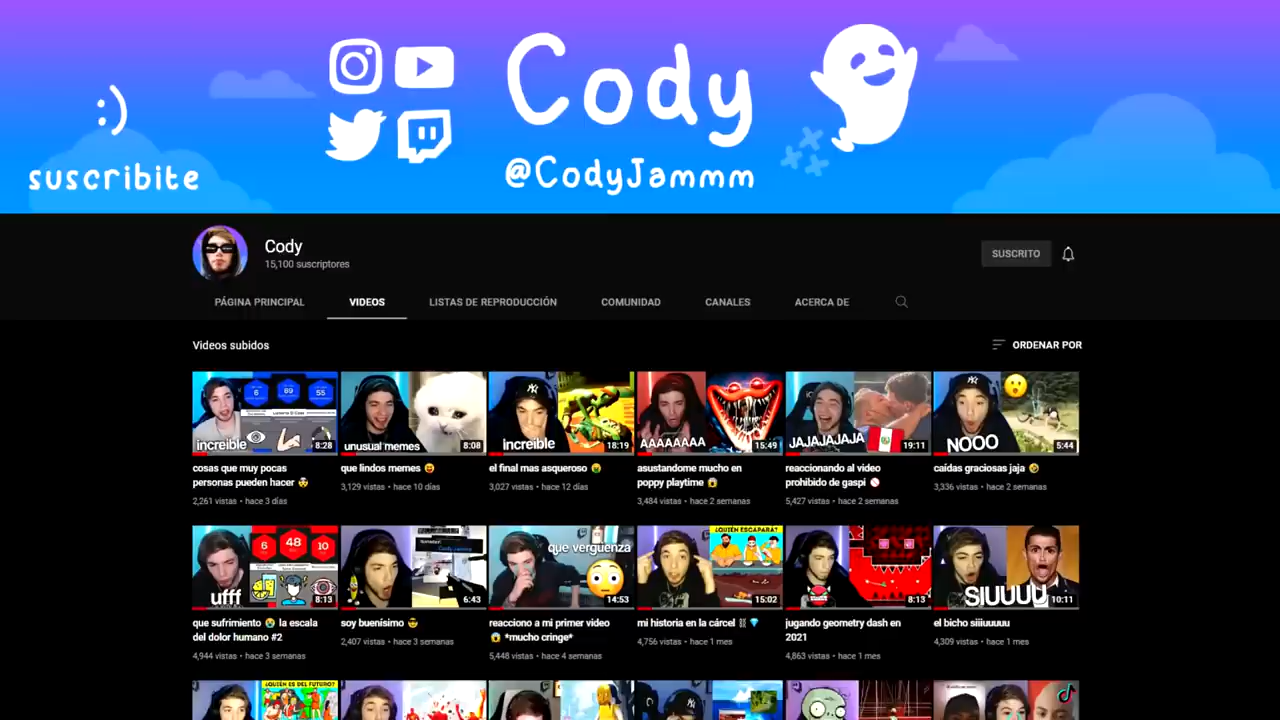 :)
suscribite
Cody
@CodyJammm
Cody
15,100 suscriptores
SUSCRITO
PÁGINA PRINCIPAL
VIDEOS
LISTAS DE REPRODUCCIÓN
COMUNIDAD
CANALES
ACERCA DE
Videos subidos
ORDENAR POR
6 69 55
increible
8:28
unusual memes
8:08
increible
18:19
AAAAAAAA
15:49
JAJAJAJAJA
19:11
NOOO
5:44
cosas que muy pocas
personas pueden hacer 🤯
2,261 vistas • hace 3 días
que lindos memes 😝
3,129 vistas • hace 10 días
el final mas asqueroso 🤮
3,027 vistas • hace 12 días
asustandome mucho en
poppy playtime 😱
3,484 vistas • hace 2 semanas
reaccionando al video
prohibido de gaspi 🚫
5,427 vistas • hace 2 semanas
caídas graciosas jaja 🤣
3,336 vistas • hace 2 semanas
6 48 10
ufff
8:13
6:43
que vergüenza
14:53
¿QUIÉN ESCAPARÁ?
15:02
8:13
SIUUUU
10:11
que sufrimiento 😭 la escala
del dolor humano #2
4,944 vistas • hace 3 semanas
soy buenísimo 😎
2,407 vistas • hace 3 semanas
reacciono a mi primer video
😱 *mucho cringe*
5,448 vistas • hace 4 semanas
mi historia en la cárcel ⛓ 💎
4,756 vistas • hace 1 mes
jugando geometry dash en
2021
4,863 vistas • hace 1 mes
el bicho siiiuuuuu
4,309 vistas • hace 1 mes
¿QUIÉN ES DEL FUTURO?